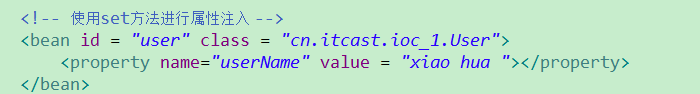 <!-- 使用set方法进行属性注入 -->
<bean id = "user" class = "cn.itcast.ioc_1.User">
    <property name="userName" value = "xiao hua "></property>
</bean>